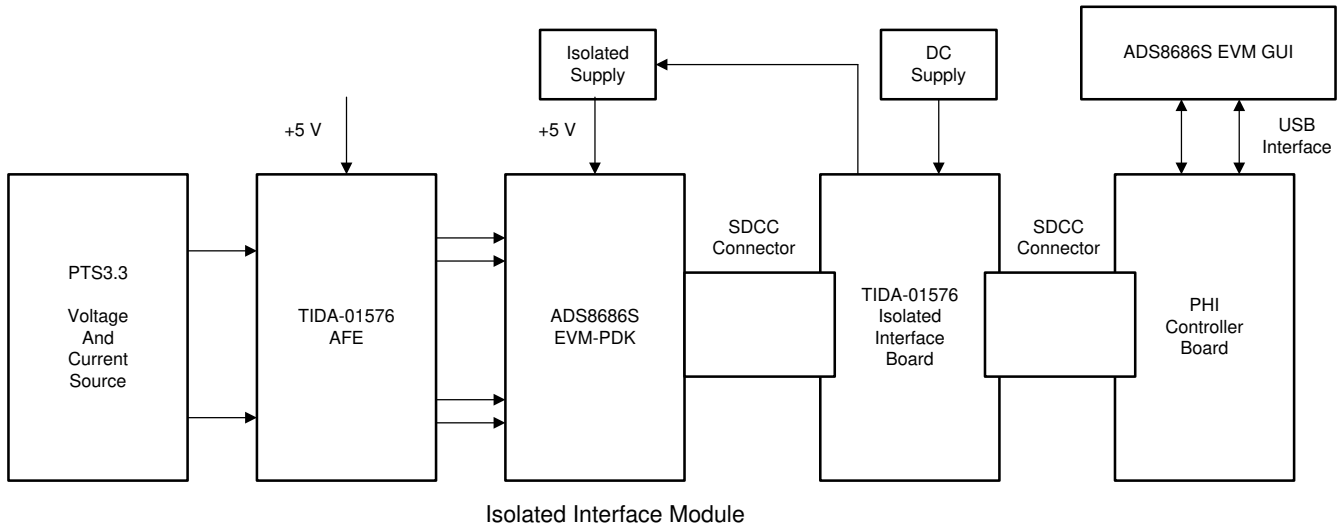 Isolated
Supply
DC
Supply
ADS8686S EVM GUI
+5 V
+5 V
USB
Interface
PTS3.3
Voltage
And
Current
Source
TIDA-01576
AFE
ADS8686S
EVM-PDK
SDCC
Connector
TIDA-01576
Isolated
Interface
Board
SDCC
Connector
PHI
Controller
Board
Isolated Interface Module